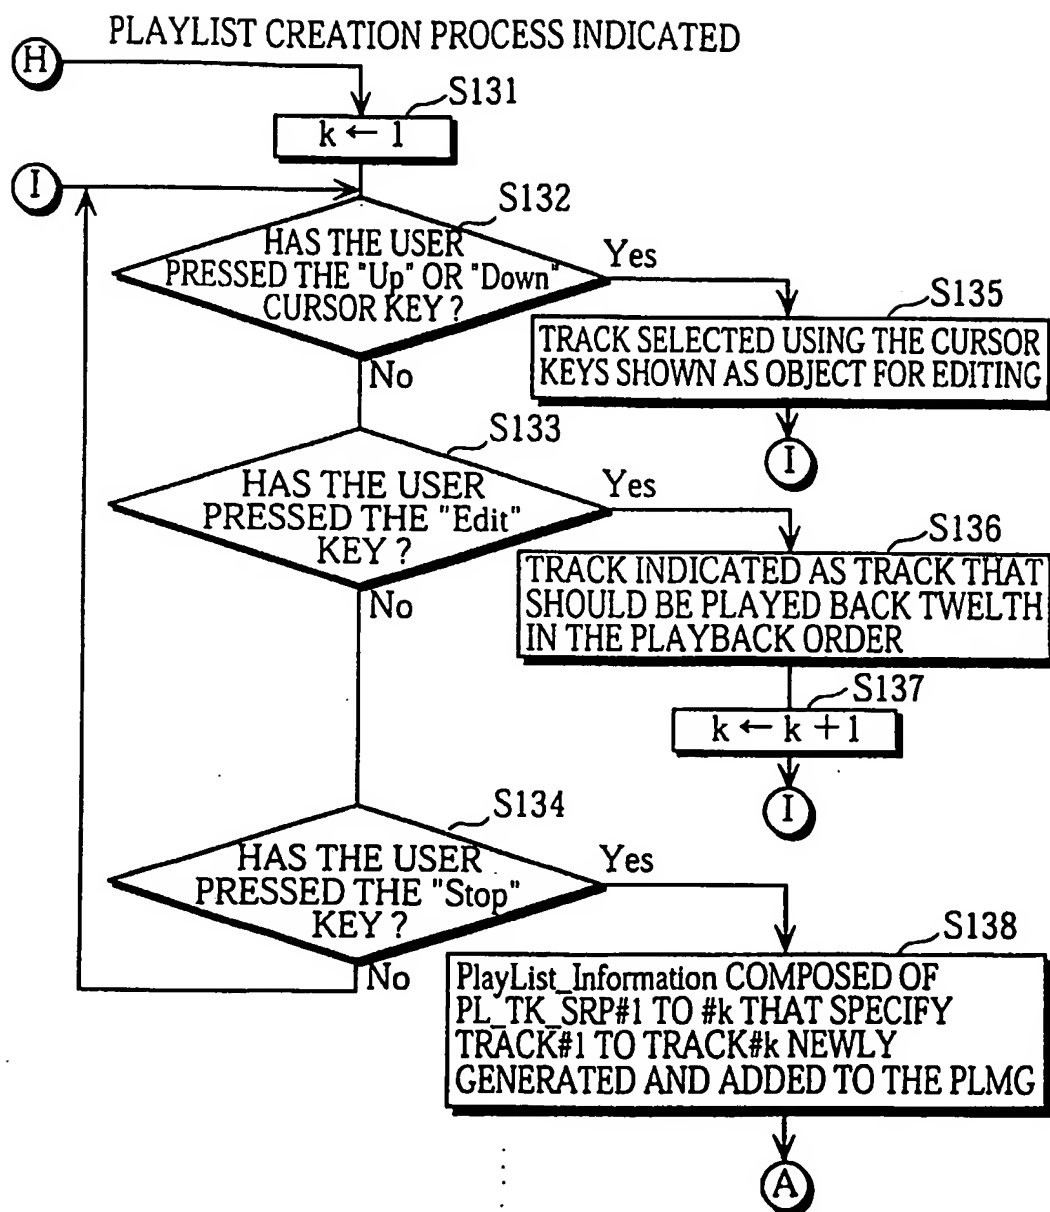 PLAYLIST CREATION PROCESS INDICATED
H
S131
k ← 1
I
S132
HAS THE USER
PRESSED THE "Up" OR "Down"
CURSOR KEY ?
Yes
No
S135
TRACK SELECTED USING THE CURSOR
KEYS SHOWN AS OBJECT FOR EDITING
I
S133
HAS THE USER
PRESSED THE "Edit"
KEY ?
Yes
No
S136
TRACK INDICATED AS TRACK THAT
SHOULD BE PLAYED BACK TWELTH
IN THE PLAYBACK ORDER
S137
k ← k + 1
I
S134
HAS THE USER
PRESSED THE "Stop"
KEY ?
Yes
No
S138
PlayList_Information COMPOSED OF
PL_TK_SRP#1 TO #k THAT SPECIFY
TRACK#1 TO TRACK#k NEWLY
GENERATED AND ADDED TO THE PLMG
A